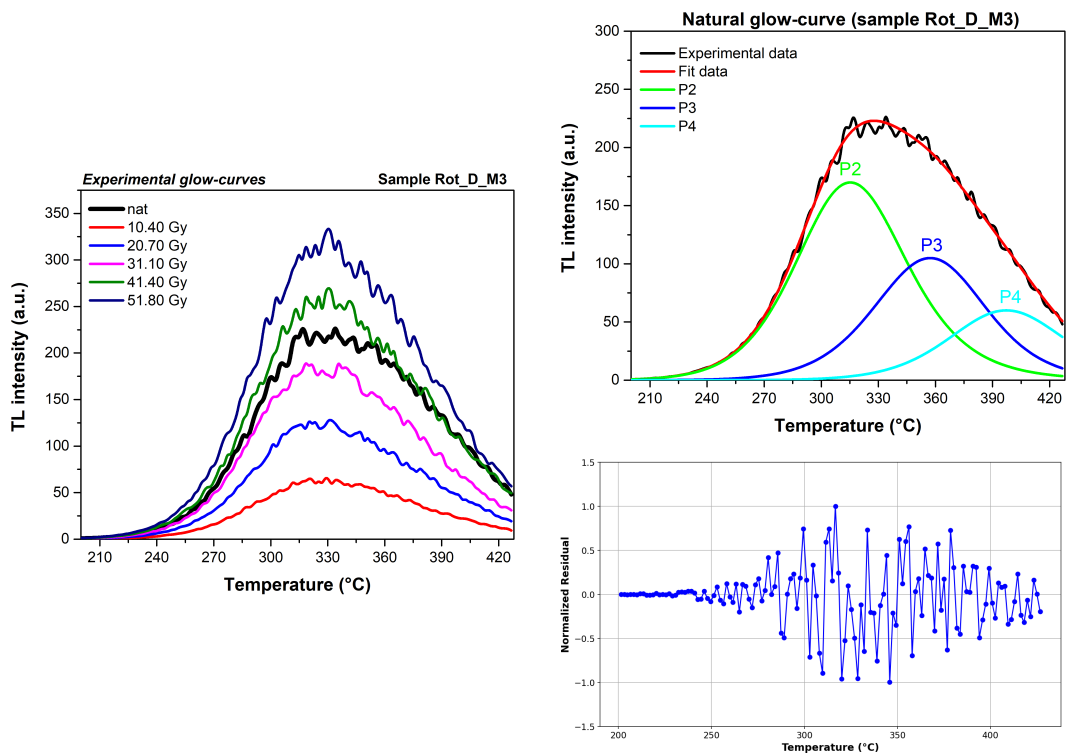 Experimental glow-curves Sample Rot_D_M3
nat
10.40 Gy
20.70 Gy
31.10 Gy
41.40 Gy
51.80 Gy
TL intensity (a.u.)
350
300
250
200
150
100
50
0
210 240 270 300 330 360 390 420
Temperature (°C)
Natural glow-curve (sample Rot_D_M3)
Experimental data
Fit data
P2
P3
P4
TL intensity (a.u.)
300
250
200
150
100
50
0
P2
P3
P4
210 240 270 300 330 360 390 420
Temperature (°C)
Normalized Residual
1.5
1.0
0.5
0.0
−0.5
−1.0
−1.5
200 250 300 350 400
Temperature (°C)